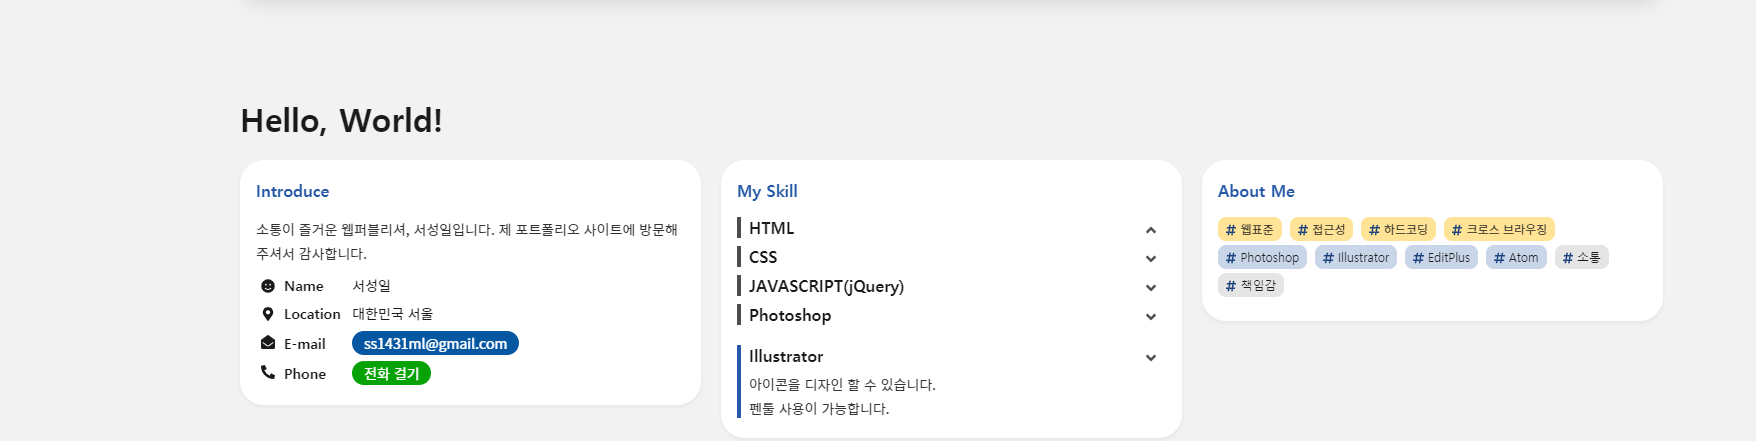 Hello, World!
Introduce
소통이 즐거운 웹퍼블리셔, 서성일입니다. 제 포트폴리오 사이트에 방문해
주셔서 감사합니다.
Name 서성일
Location 대한민국 서울
E-mail ss1431ml@gmail.com
Phone 전화 걸기
My Skill
HTML
CSS
JAVASCRIPT(jQuery)
Photoshop
Illustrator
아이콘을 디자인 할 수 있습니다.
펜툴 사용이 가능합니다.
About Me
# 웹표준 # 접근성 # 하드코딩 # 크로스 브라우징
# Photoshop # Illustrator # EditPlus # Atom # 소통
# 책임감